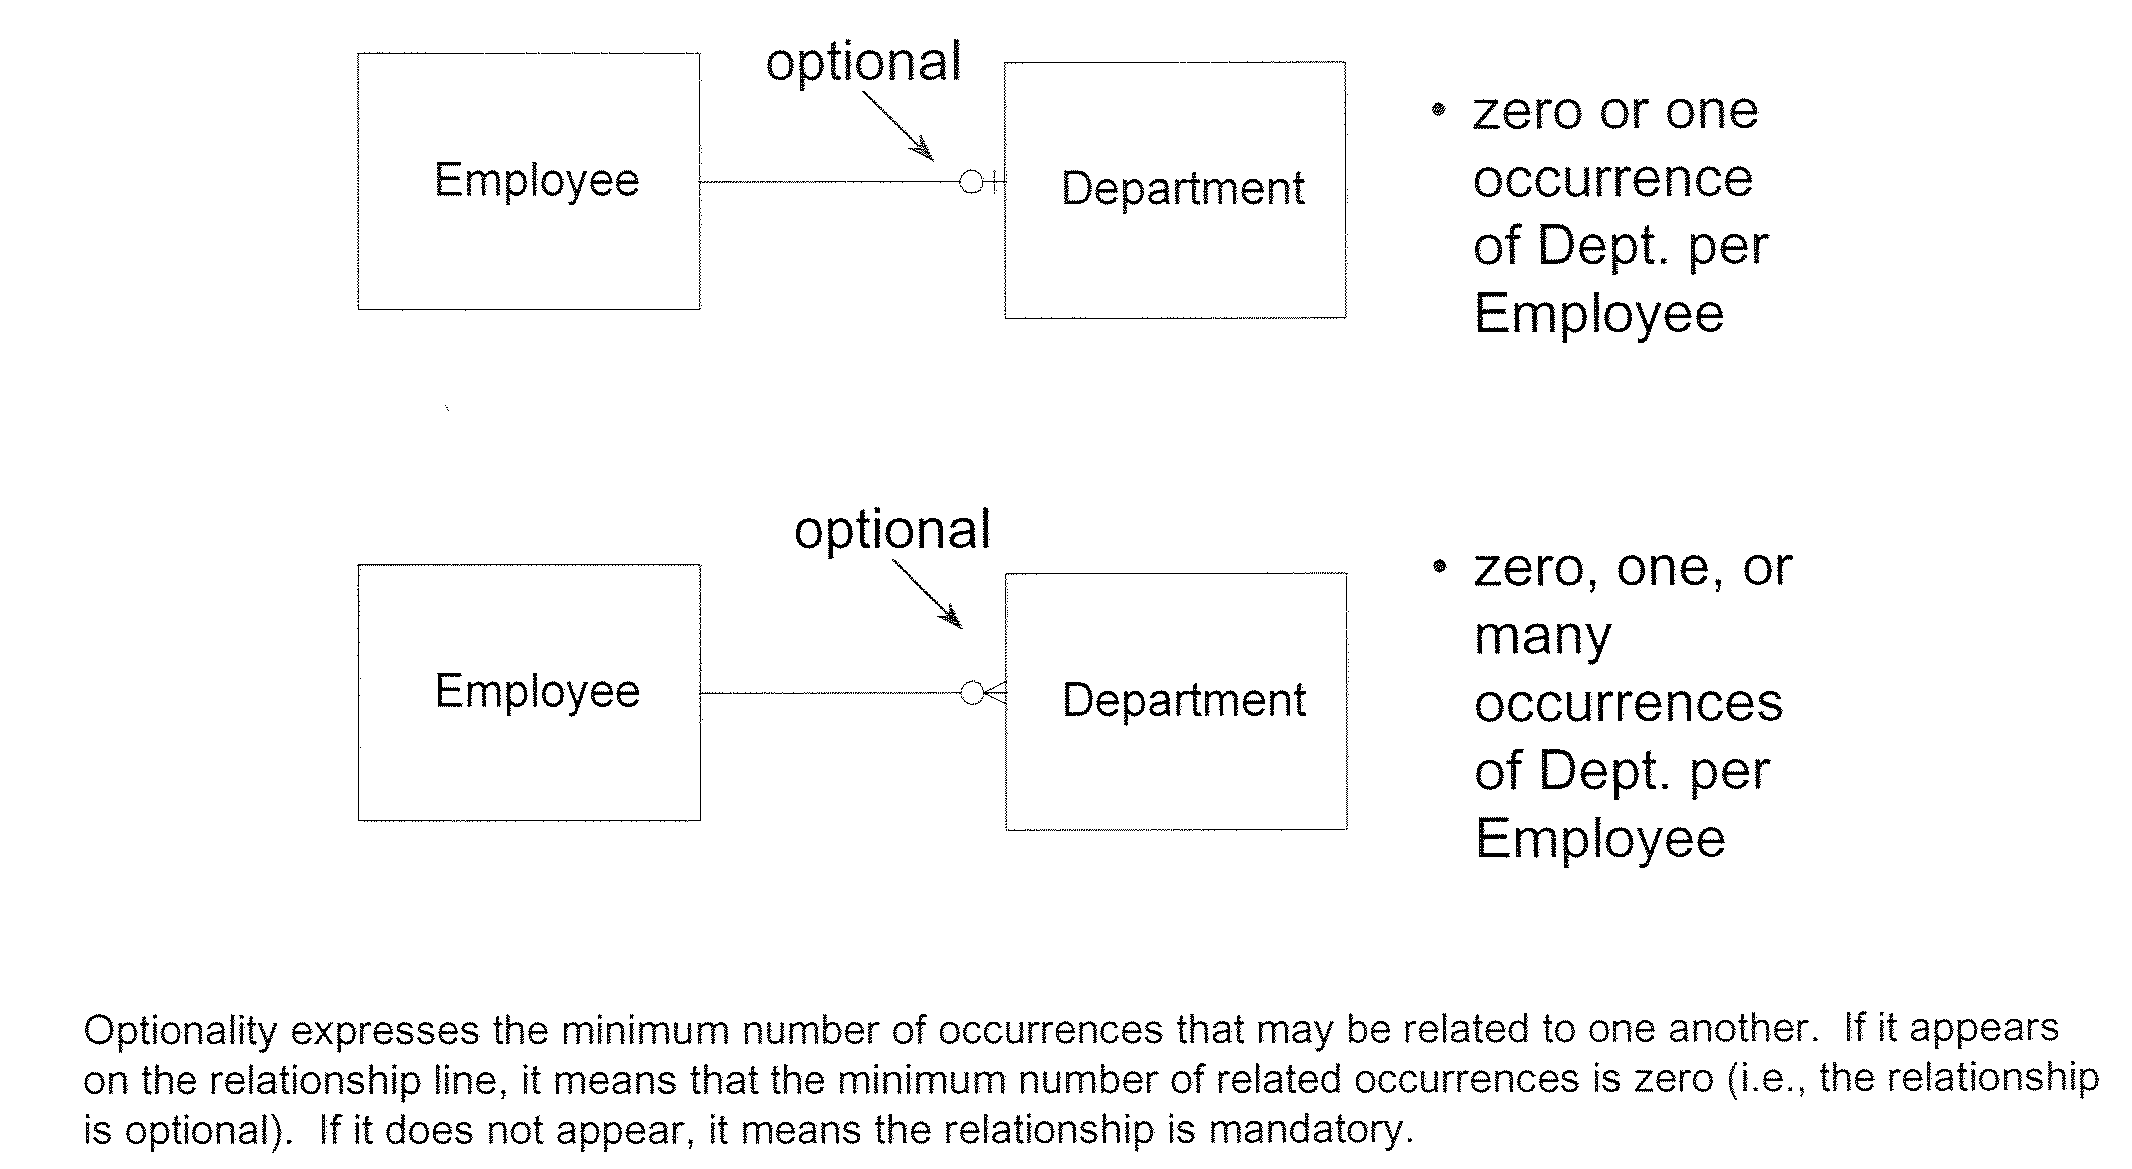 optional
Employee
Department
• zero or one
occurrence
of Dept. per
Employee
optional
Employee
Department
• zero, one, or
many
occurrences
of Dept. per
Employee
Optionality expresses the minimum number of occurrences that may be related to one another. If it appears
on the relationship line, it means that the minimum number of related occurrences is zero (i.e., the relationship
is optional). If it does not appear, it means the relationship is mandatory.